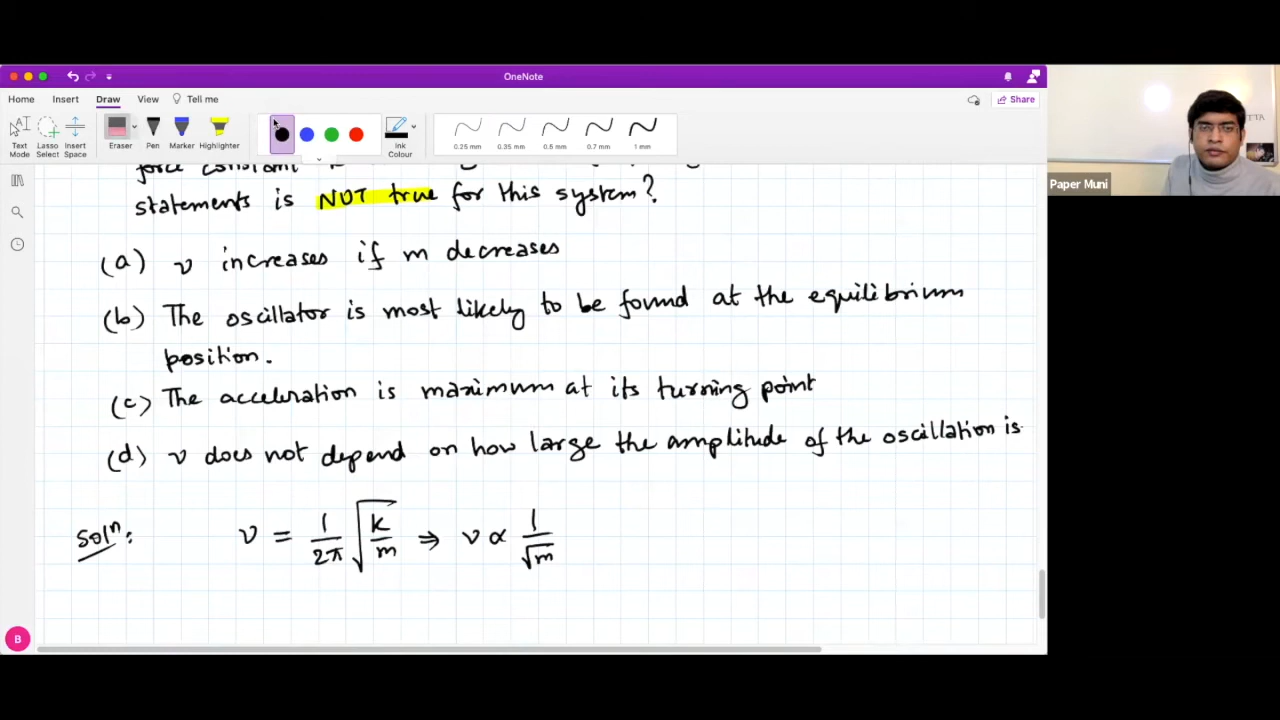 OneNote
Home Insert Draw View Tell me Share
Text Mode Lasso Select Insert Space Eraser Pen Marker Highlighter Ink Colour 0.25 mm 0.35 mm 0.5 mm 0.7 mm 1 mm
Paper Muni
force constant
statements is NOT true for this system?
(a) ν increases if m decreases
(b) The oscillator is most likely to be found at the equilibrium
position.
(c) The acceleration is maximum at its turning point
(d) ν does not depend on how large the amplitude of the oscillation is.
Solⁿ: ν = 1/2π √(k/m) ⇒ ν ∝ 1/√m
B